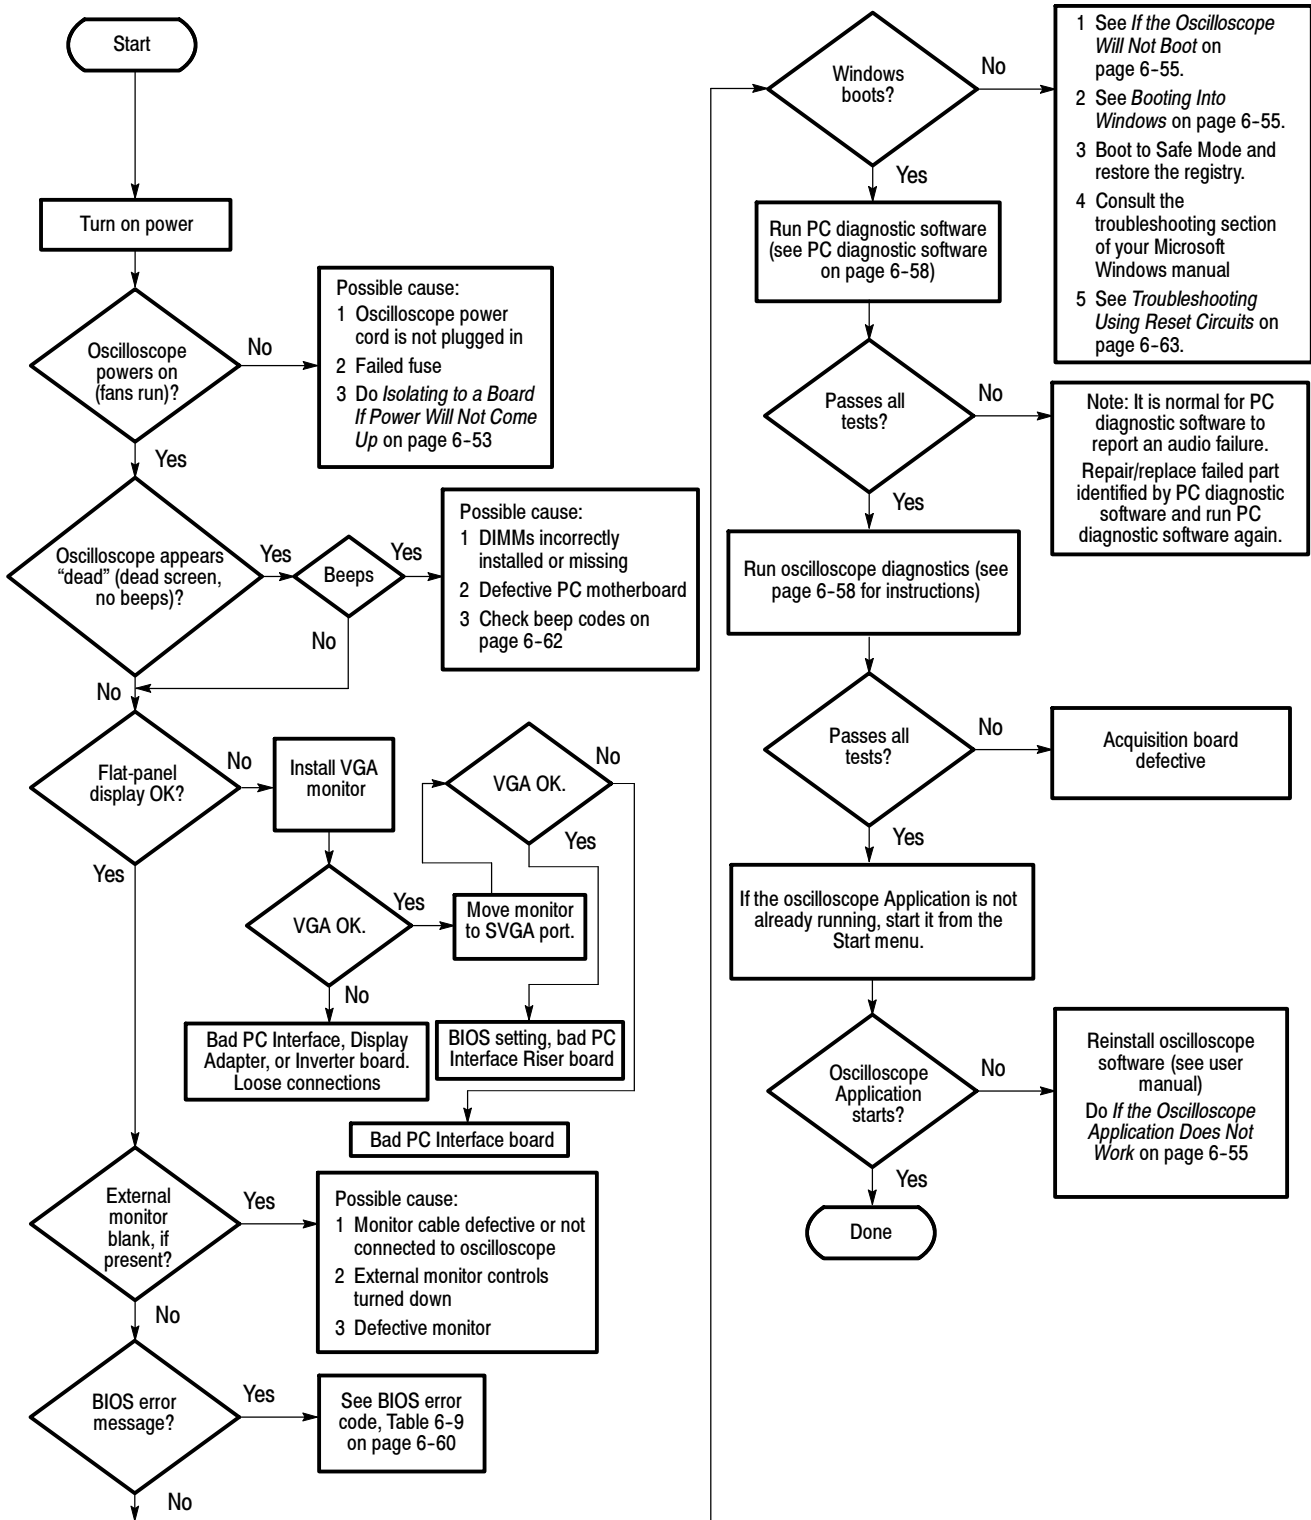 Start
Turn on power
Oscilloscope
powers on
(fans run)?
No
Possible cause:
1 Oscilloscope power
cord is not plugged in
2 Failed fuse
3 Do Isolating to a Board
If Power Will Not Come
Up on page 6-53
Yes
Oscilloscope appears
“dead” (dead screen,
no beeps)?
Yes
Beeps
Yes
Possible cause:
1 DIMMs incorrectly
installed or missing
2 Defective PC motherboard
3 Check beep codes on
page 6-62
No
No
Flat-panel
display OK?
No
Install VGA
monitor
VGA OK.
Yes
Move monitor
to SVGA port.
VGA OK.
No
Yes
No
Bad PC Interface, Display
Adapter, or Inverter board.
Loose connections
BIOS setting, bad PC
Interface Riser board
Bad PC Interface board
Yes
External
monitor
blank, if
present?
Yes
Possible cause:
1 Monitor cable defective or not
connected to oscilloscope
2 External monitor controls
turned down
3 Defective monitor
No
BIOS error
message?
Yes
See BIOS error
code, Table 6-9
on page 6-60
No
Windows
boots?
No
1 See If the Oscilloscope
Will Not Boot on
page 6-55.
2 See Booting Into
Windows on page 6-55.
3 Boot to Safe Mode and
restore the registry.
4 Consult the
troubleshooting section
of your Microsoft
Windows manual
5 See Troubleshooting
Using Reset Circuits on
page 6-63.
Yes
Run PC diagnostic software
(see PC diagnostic software
on page 6-58)
Passes all
tests?
No
Note: It is normal for PC
diagnostic software to
report an audio failure.
Repair/replace failed part
identified by PC diagnostic
software and run PC
diagnostic software again.
Yes
Run oscilloscope diagnostics (see
page 6-58 for instructions)
Passes all
tests?
No
Acquisition board
defective
Yes
If the oscilloscope Application is not
already running, start it from the
Start menu.
Oscilloscope
Application
starts?
No
Reinstall oscilloscope
software (see user
manual)
Do If the Oscilloscope
Application Does Not
Work on page 6-55
Yes
Done